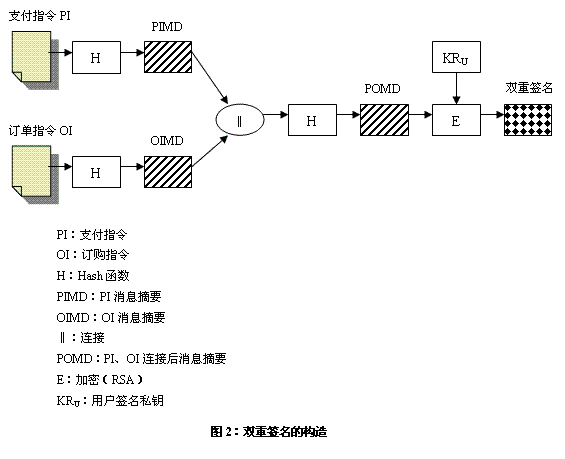 支付指令 PI
PIMD
H
KRU
POMD
双重签名
‖
H
E
订单指令 OI
OIMD
H
PI：支付指令
OI：订购指令
H：Hash 函数
PIMD：PI 消息摘要
OIMD：OI 消息摘要
‖：连接
POMD：PI、OI 连接后消息摘要
E：加密（RSA）
KRU：用户签名私钥
图 2：双重签名的构造